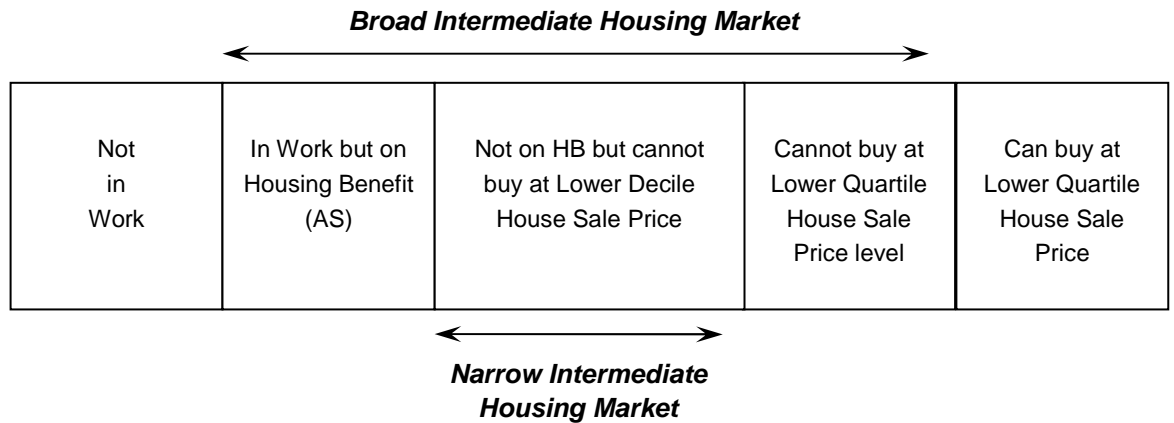 Broad Intermediate Housing Market
Not
in
Work
In Work but on
Housing Benefit
(AS)
Not on HB but cannot
buy at Lower Decile
House Sale Price
Cannot buy at
Lower Quartile
House Sale
Price level
Can buy at
Lower Quartile
House Sale
Price
Narrow Intermediate
Housing Market